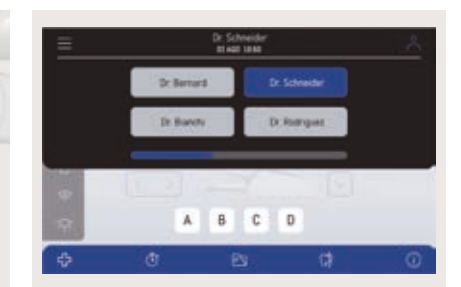 Dr. Schneider
Dr. Bernard
Dr. Schneider
Dr. Bianchi
Dr. Rodriguez
A B C D